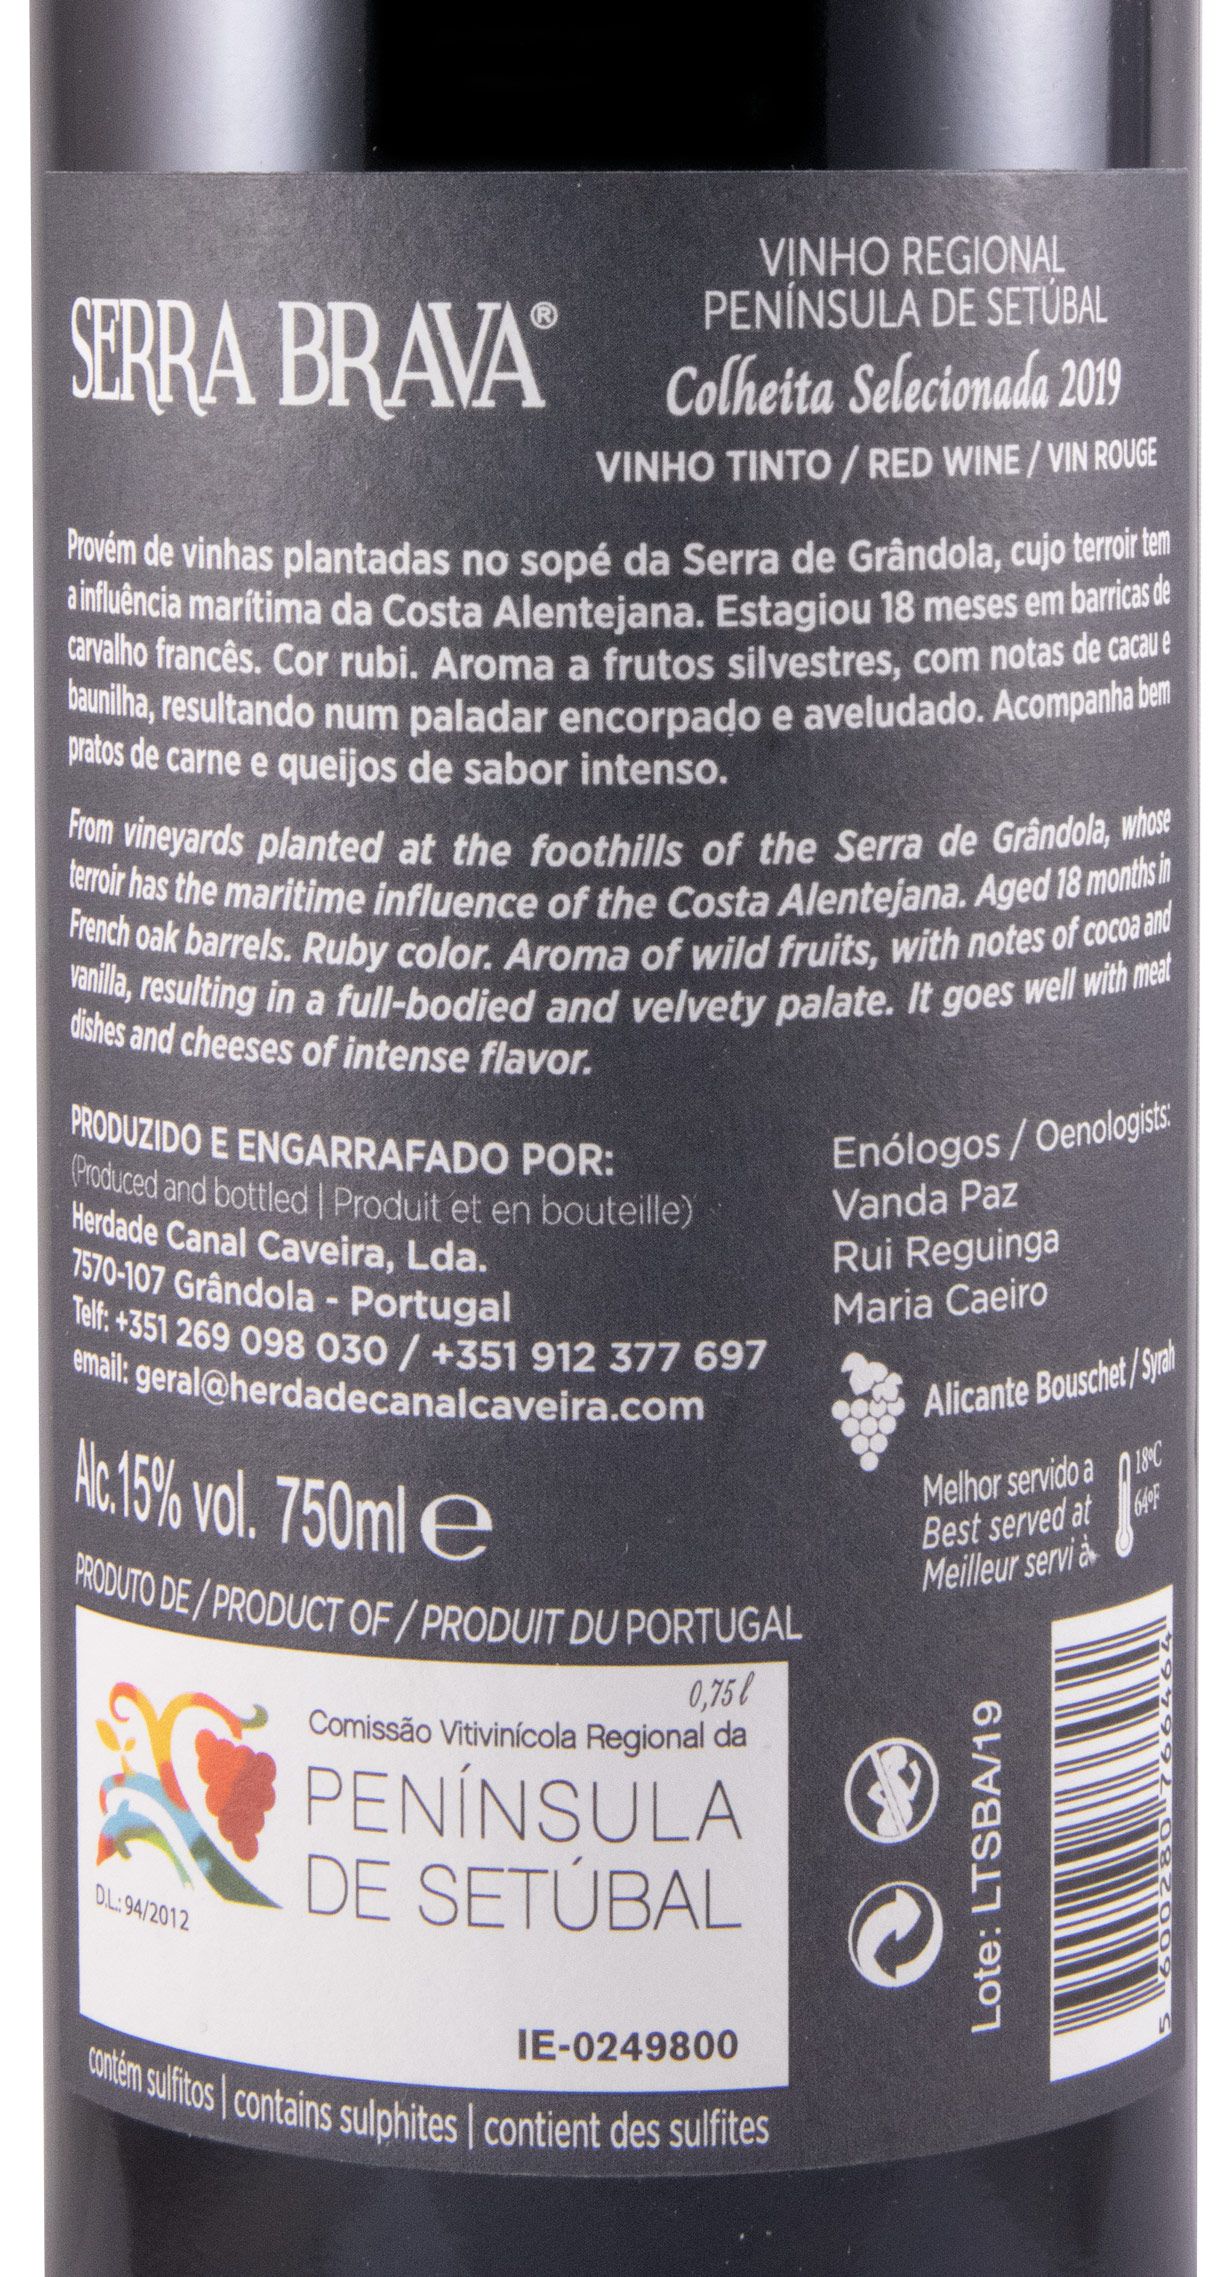 SERRA BRAVA®
VINHO REGIONAL
PENÍNSULA DE SETÚBAL
Colheita Selecionada 2019
VINHO TINTO / RED WINE / VIN ROUGE
Provém de vinhas plantadas no sopé da Serra de Grândola, cujo terroir tem
a influência marítima da Costa Alentejana. Estagiou 18 meses em barricas de
carvalho francês. Cor rubi. Aroma a frutos silvestres, com notas de cacau e
baunilha, resultando num paladar encorpado e aveludado. Acompanha bem
pratos de carne e queijos de sabor intenso.
From vineyards planted at the foothills of the Serra de Grândola, whose
terroir has the maritime influence of the Costa Alentejana. Aged 18 months in
French oak barrels. Ruby color. Aroma of wild fruits, with notes of cocoa and
vanilla, resulting in a full-bodied and velvety palate. It goes well with meat
dishes and cheeses of intense flavor.
PRODUZIDO E ENGARRAFADO POR:
(Produced and bottled | Produit et en bouteille)
Herdade Canal Caveira, Lda.
7570-107 Grândola - Portugal
Telf: +351 269 098 030 / +351 912 377 697
email: geral@herdadecanalcaveira.com
Enólogos / Oenologists:
Vanda Paz
Rui Reguinga
Maria Caeiro
Alicante Bouschet / Syrah
Melhor servido a
Best served at
Meilleur servi à
18ºC
64ºF
Alc.15% vol. 750ml e
PRODUTO DE / PRODUCT OF / PRODUIT DU PORTUGAL
0,75 l
Comissão Vitivinícola Regional da
PENÍNSULA
DE SETÚBAL
D.L.: 94/2012
IE-0249800
contém sulfitos | contains sulphites | contient des sulfites
Lote: LTSBA/19
5 600280 766464